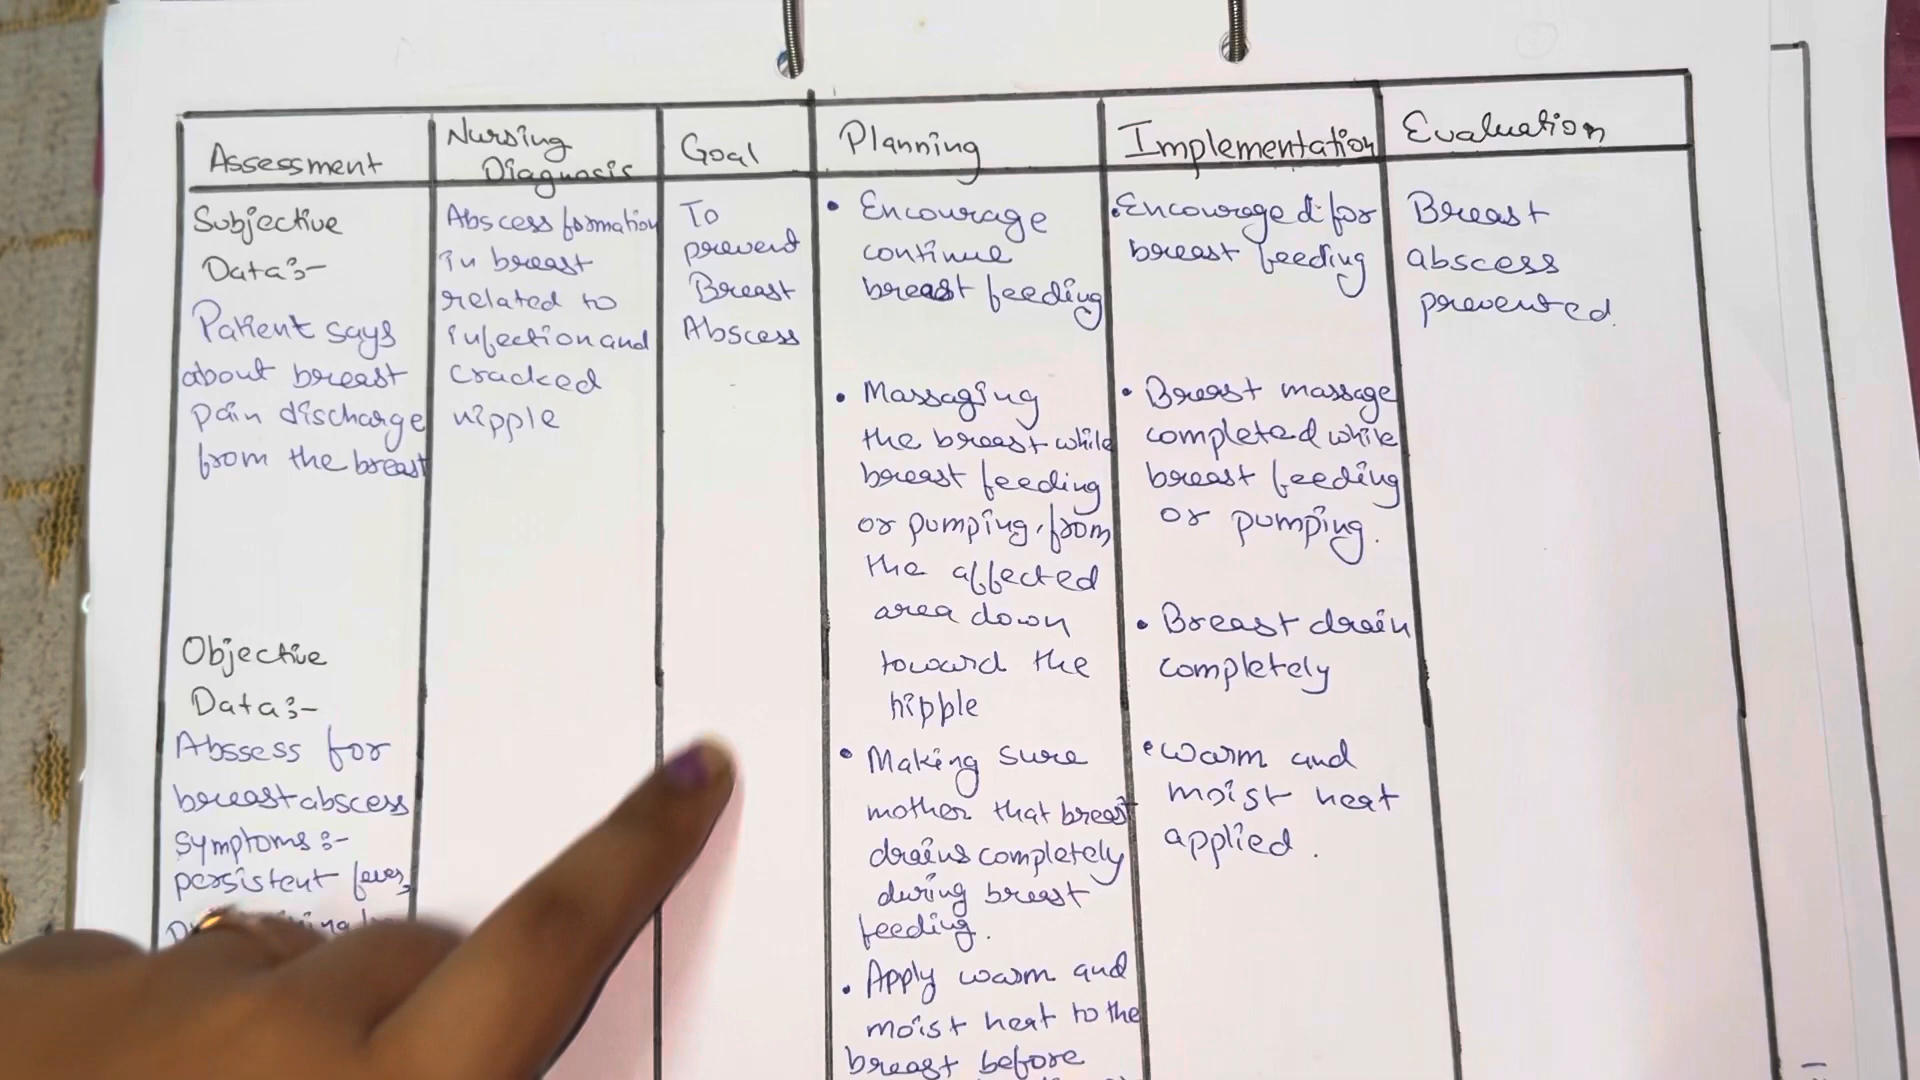 Assessment
Nursing
Diagnosis
Goal
Planning
Implementation
Evaluation
Subjective
Data:-
Patient says
about breast
pain discharge
from the breast
Objective
Data:-
Abssess for
breast abscess
symptoms:-
persistent fever,
Abscess formation
in breast
related to
infection and
cracked
nipple
To
prevent
Breast
Abscess
• Encourage
continue
breast feeding
• Massaging
the breast while
breast feeding
or pumping, from
the affected
area down
toward the
nipple
• Making sure
mother that breast
drains completely
during breast
feeding.
• Apply warm and
moist heat to the
breast before
• Encouraged for
breast feeding
• Breast massage
completed while
breast feeding
or pumping.
• Breast drain
completely
• warm and
moist heat
applied.
Breast
abscess
prevented.